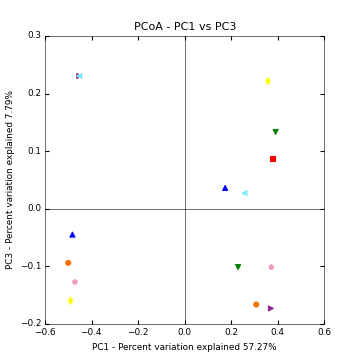 PCoA - PC1 vs PC3
0.3
0.2
0.1
0.0
−0.1
−0.2
PC3 - Percent variation explained 7.79%
−0.6 −0.4 −0.2 0.0 0.2 0.4 0.6
PC1 - Percent variation explained 57.27%